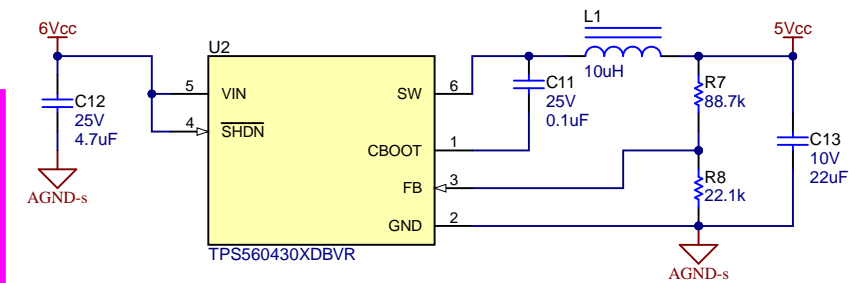 6Vcc
C12
25V
4.7uF
AGND-s
U2
5
VIN
4
SHDN
SW
6
CBOOT
1
FB
3
GND
2
TPS560430XDBVR
C11
25V
0.1uF
L1
10uH
5Vcc
R7
88.7k
R8
22.1k
C13
10V
22uF
AGND-s